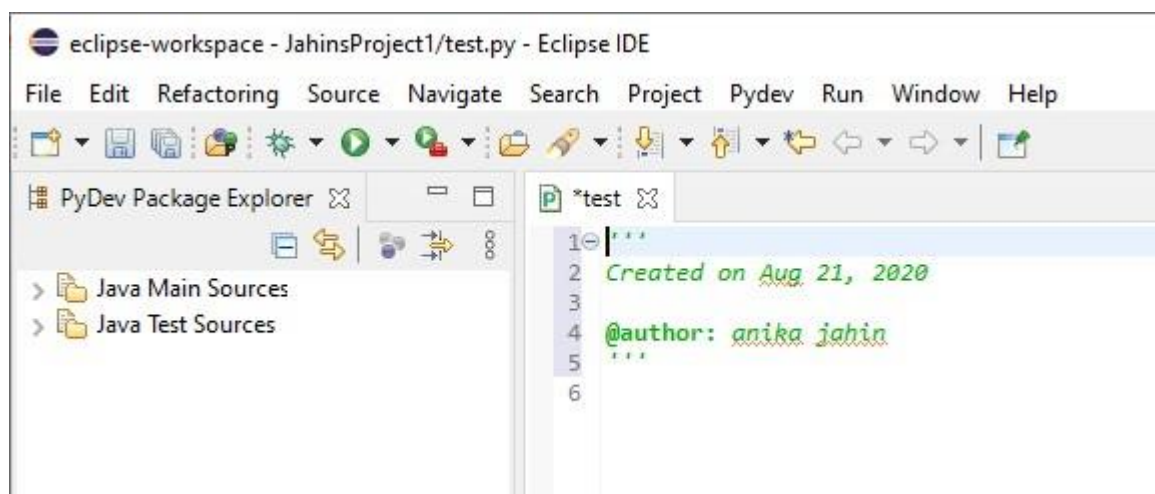 eclipse-workspace - JahinsProject1/test.py - Eclipse IDE
File Edit Refactoring Source Navigate Search Project Pydev Run Window Help
PyDev Package Explorer
*test
Java Main Sources
Java Test Sources
1 '''
2 Created on Aug 21, 2020
3
4 @author: anika jahin
5 '''
6